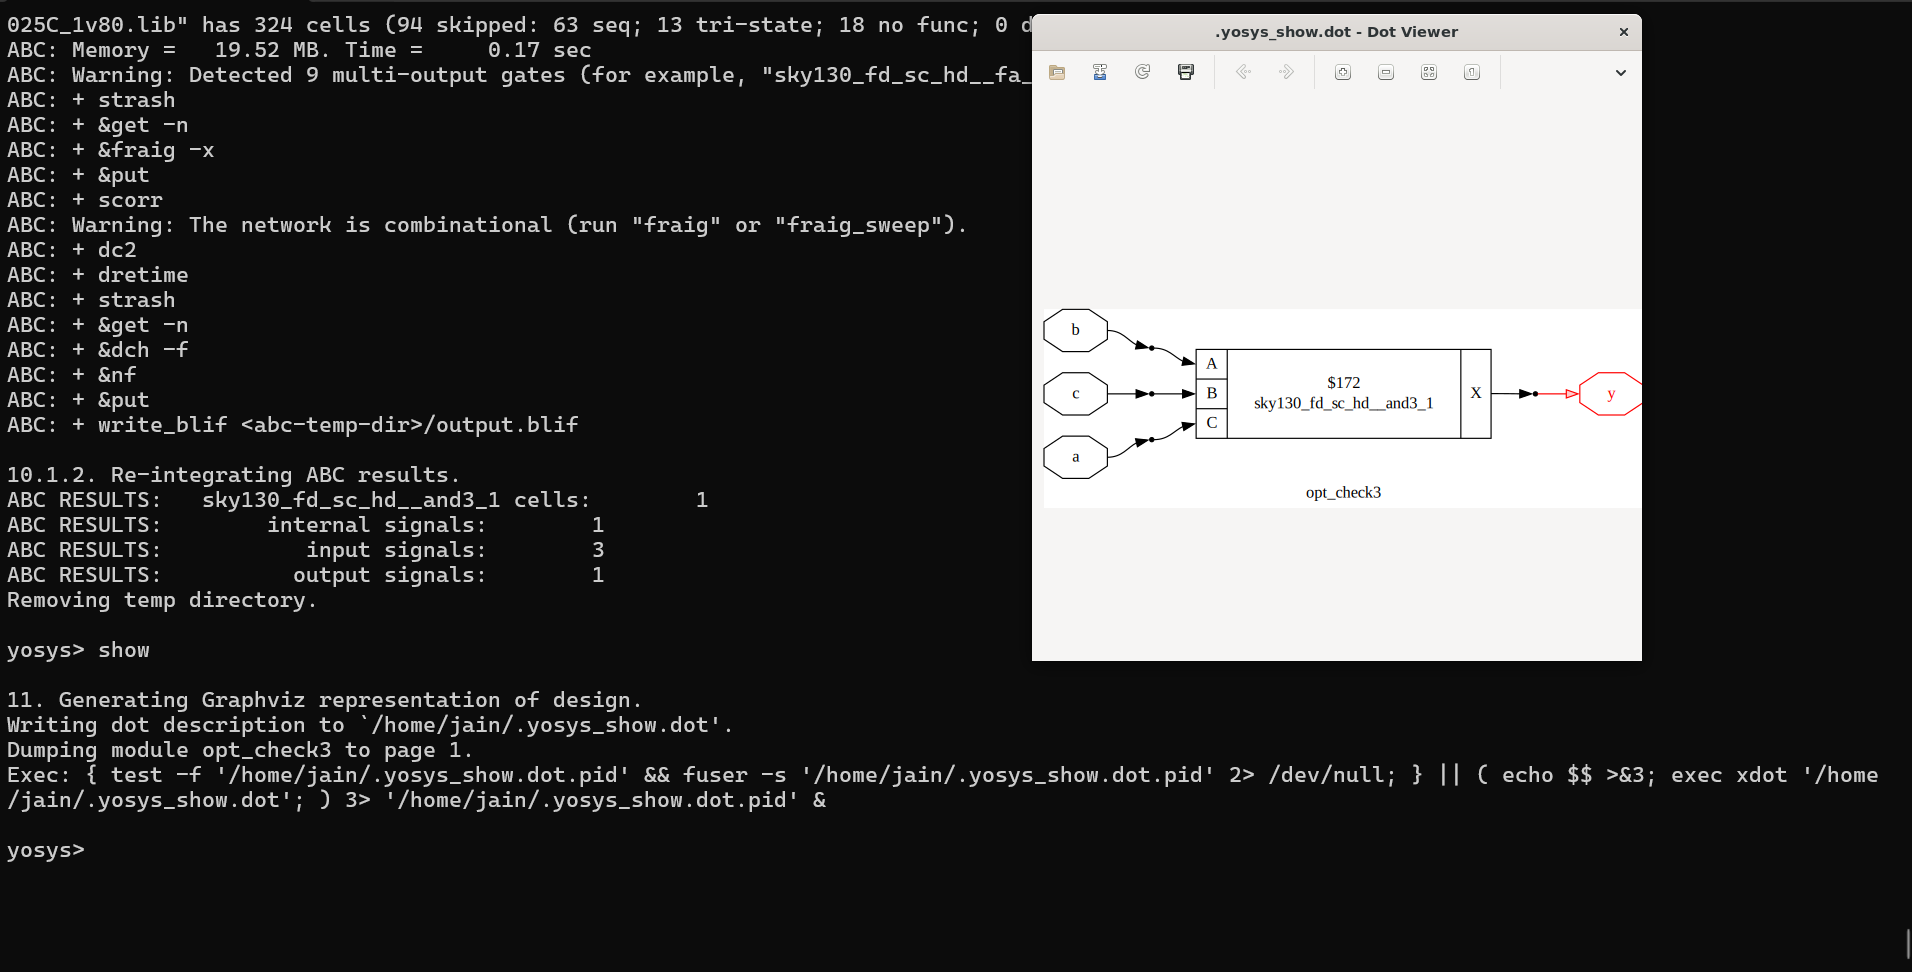 025C_1v80.lib" has 324 cells (94 skipped: 63 seq; 13 tri-state; 18 no func; 0 d
ABC: Memory =   19.52 MB. Time =     0.17 sec
ABC: Warning: Detected 9 multi-output gates (for example, "sky130_fd_sc_hd__fa_
ABC: + strash
ABC: + &get -n
ABC: + &fraig -x
ABC: + &put
ABC: + scorr
ABC: Warning: The network is combinational (run "fraig" or "fraig_sweep").
ABC: + dc2
ABC: + dretime
ABC: + strash
ABC: + &get -n
ABC: + &dch -f
ABC: + &nf
ABC: + &put
ABC: + write_blif <abc-temp-dir>/output.blif
10.1.2. Re-integrating ABC results.
ABC RESULTS:   sky130_fd_sc_hd__and3_1 cells:        1
ABC RESULTS:        internal signals:        1
ABC RESULTS:           input signals:        3
ABC RESULTS:          output signals:        1
Removing temp directory.
yosys> show
11. Generating Graphviz representation of design.
Writing dot description to `/home/jain/.yosys_show.dot'.
Dumping module opt_check3 to page 1.
Exec: { test -f '/home/jain/.yosys_show.dot.pid' && fuser -s '/home/jain/.yosys_show.dot.pid' 2> /dev/null; } || ( echo $$ >&3; exec xdot '/home
/jain/.yosys_show.dot'; ) 3> '/home/jain/.yosys_show.dot.pid' &
yosys>
.yosys_show.dot - Dot Viewer
b
c
a
A
B
C
$172
sky130_fd_sc_hd__and3_1
X
y
opt_check3